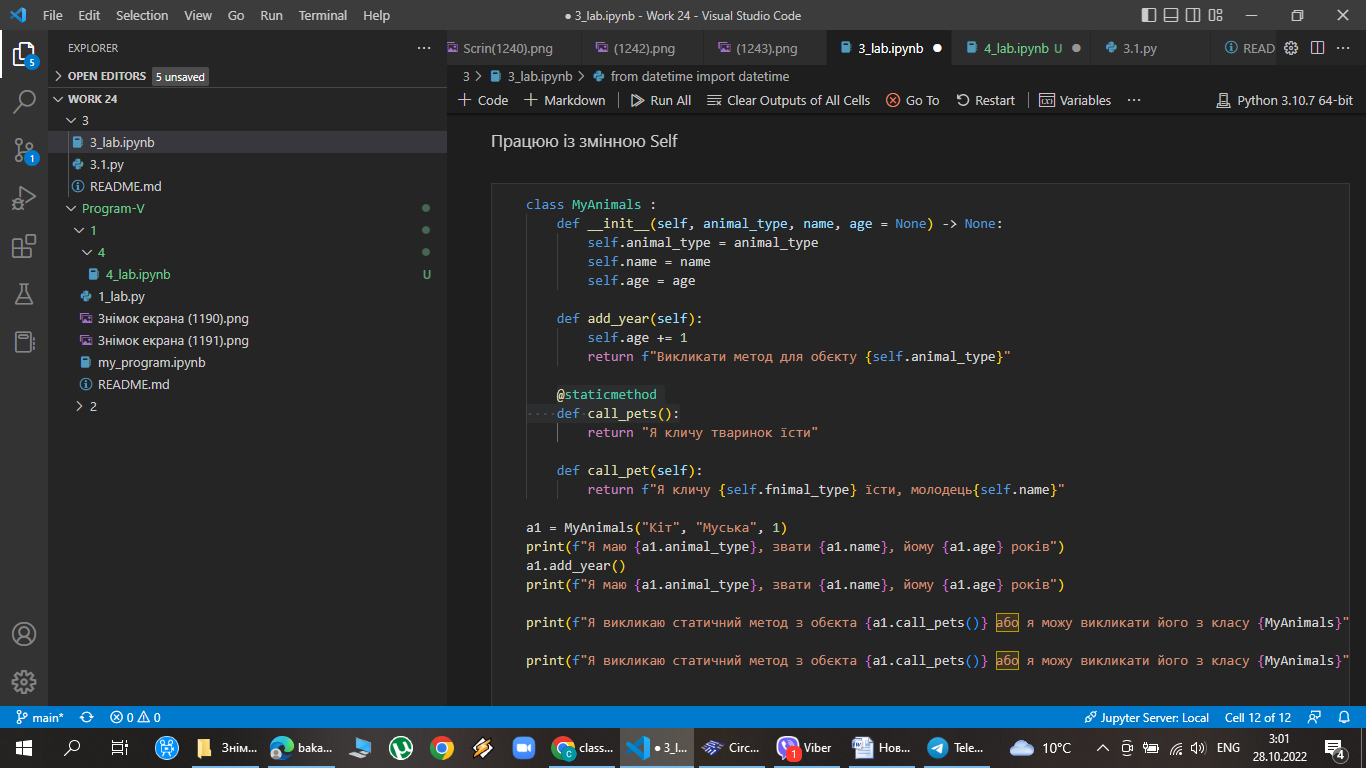 File Edit Selection View Go Run Terminal Help ● 3_lab.ipynb - Work 24 - Visual Studio Code
EXPLORER
OPEN EDITORS 5 unsaved
WORK 24
3
3_lab.ipynb
3.1.py
README.md
Program-V
1
4
4_lab.ipynb U
1_lab.py
Знімок екрана (1190).png
Знімок екрана (1191).png
my_program.ipynb
README.md
2
5
1
Scrin(1240).png (1242).png (1243).png 3_lab.ipynb ● 4_lab.ipynb U ● 3.1.py READ
3 > 3_lab.ipynb > from datetime import datetime
+ Code + Markdown Run All Clear Outputs of All Cells Go To Restart Variables ··· Python 3.10.7 64-bit
Працюю із змінною Self
class MyAnimals :
def __init__(self, animal_type, name, age = None) -> None:
self.animal_type = animal_type
self.name = name
self.age = age
def add_year(self):
self.age += 1
return f"Викликати метод для обєкту {self.animal_type}"
@staticmethod
def call_pets():
return "Я кличу тваринок їсти"
def call_pet(self):
return f"Я кличу {self.fnimal_type} їсти, молодець{self.name}"
a1 = MyAnimals("Кіт", "Муська", 1)
print(f"Я маю {a1.animal_type}, звати {a1.name}, йому {a1.age} років")
a1.add_year()
print(f"Я маю {a1.animal_type}, звати {a1.name}, йому {a1.age} років")
print(f"Я викликаю статичний метод з обєкта {a1.call_pets()} або я можу викликати його з класу {MyAnimals}"
print(f"Я викликаю статичний метод з обєкта {a1.call_pets()} або я можу викликати його з класу {MyAnimals}"
main* 0 0 Jupyter Server: Local Cell 12 of 12
Знім... baka... class... ● 3_l... Circ... 1 Viber Нов... Tele... 10°C ENG 3:01
28.10.2022
4